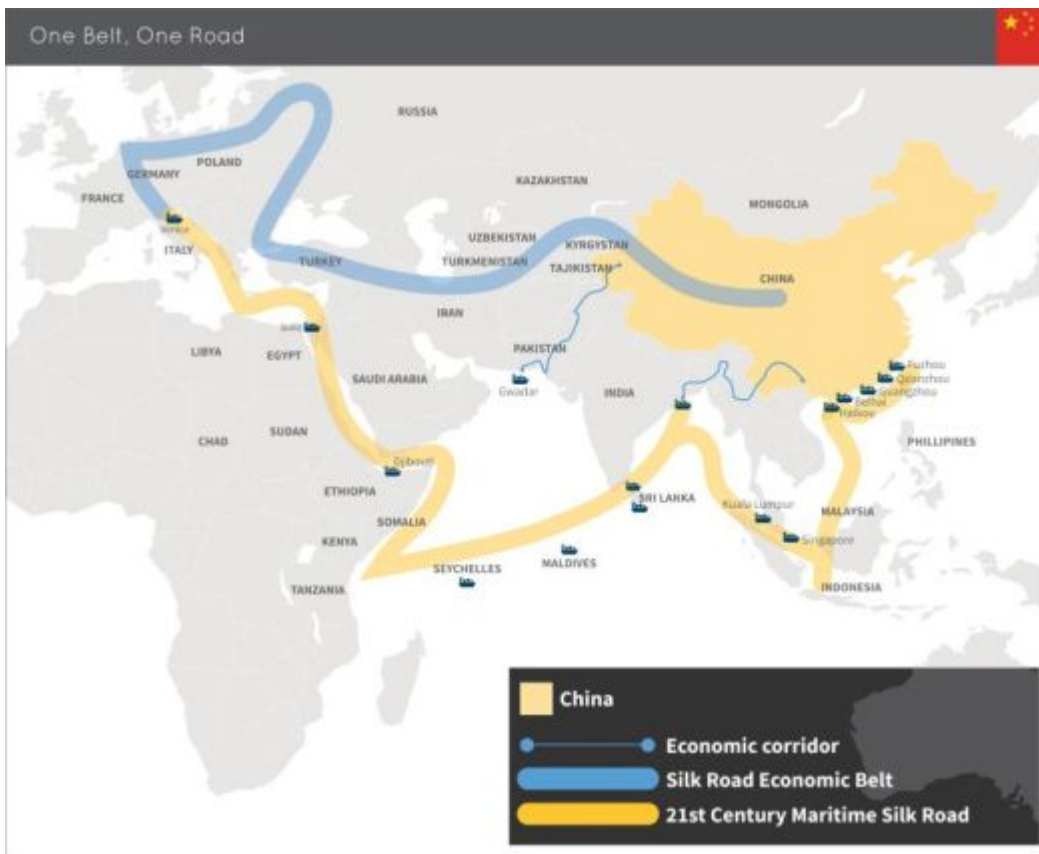 One Belt, One Road
RUSSIA
POLAND
GERMANY
FRANCE
KAZAKHSTAN
MONGOLIA
Venice
ITALY
UZBEKISTAN
KYRGYSTAN
TURKEY
TURKMENISTAN
TAJIKISTAN
CHINA
IRAN
LIBYA
EGYPT
PAKISTAN
SAUDI ARABIA
Gwadar
INDIA
Fuzhou
Quanzhou
Guangzhou
Beihai
Haikou
CHAD
SUDAN
PHILLIPINES
Djibouti
ETHIOPIA
SRI LANKA
Kuala Lumpur
MALAYSIA
SOMALIA
KENYA
Singapore
SEYCHELLES
MALDIVES
TANZANIA
INDONESIA
China
Economic corridor
Silk Road Economic Belt
21st Century Maritime Silk Road